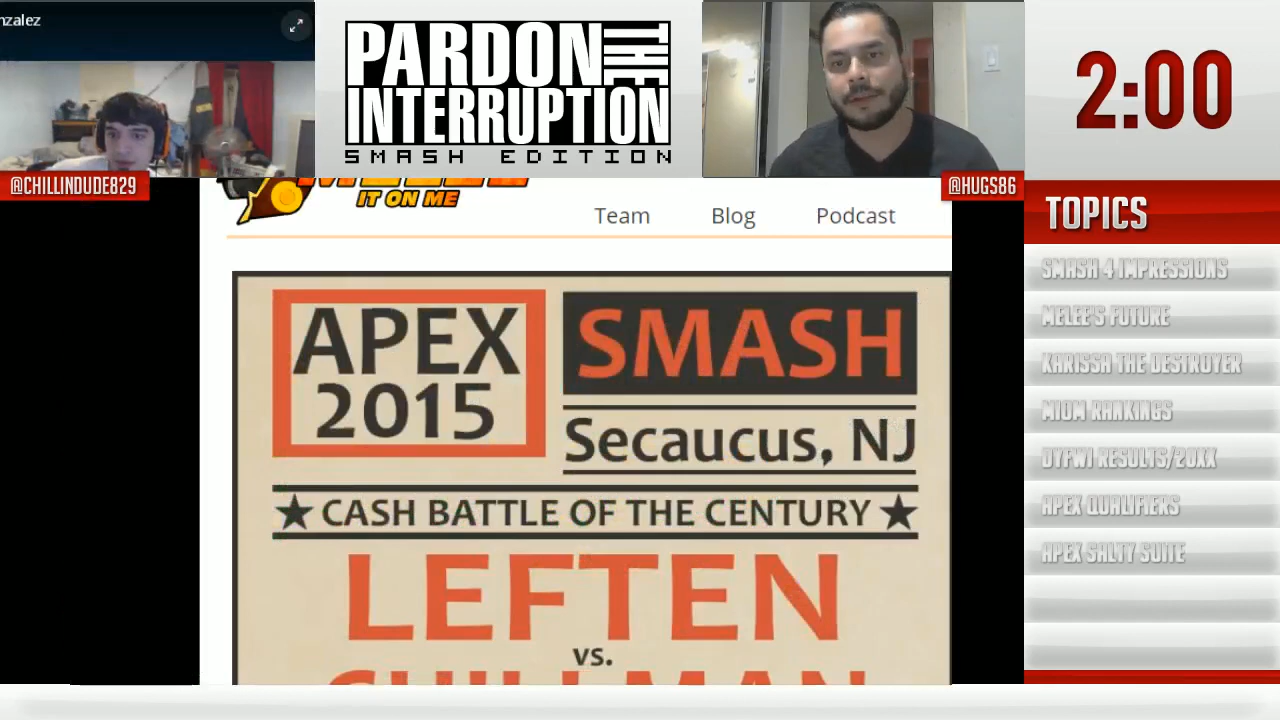 nzalez
PARDON THE
INTERRUPTION
SMASH EDITION
2:00
@CHILLINDUDE829
@HUGS86
IT ON ME
Team Blog Podcast
TOPICS
SMASH 4 IMPRESSIONS
MELEE'S FUTURE
KARISSA THE DESTROYER
MIOM RANKINGS
DYFWI RESULTS/20XX
APEX QUALIFIERS
APEX SALTY SUITE
APEX
2015
SMASH
Secaucus, NJ
★ CASH BATTLE OF THE CENTURY ★
LEFTEN
vs.